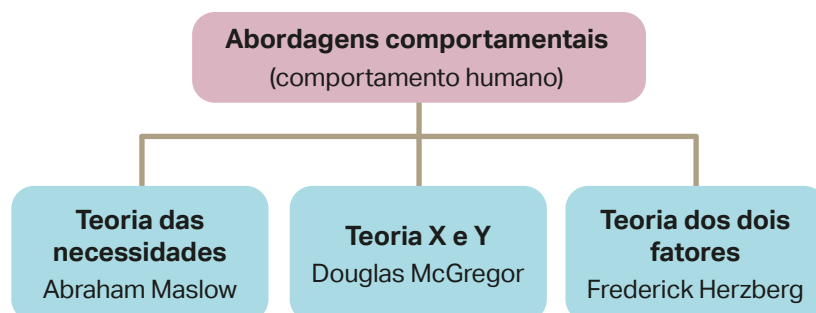 Abordagens comportamentais
(comportamento humano)
Teoria das
necessidades
Abraham Maslow
Teoria X e Y
Douglas McGregor
Teoria dos dois
fatores
Frederick Herzberg